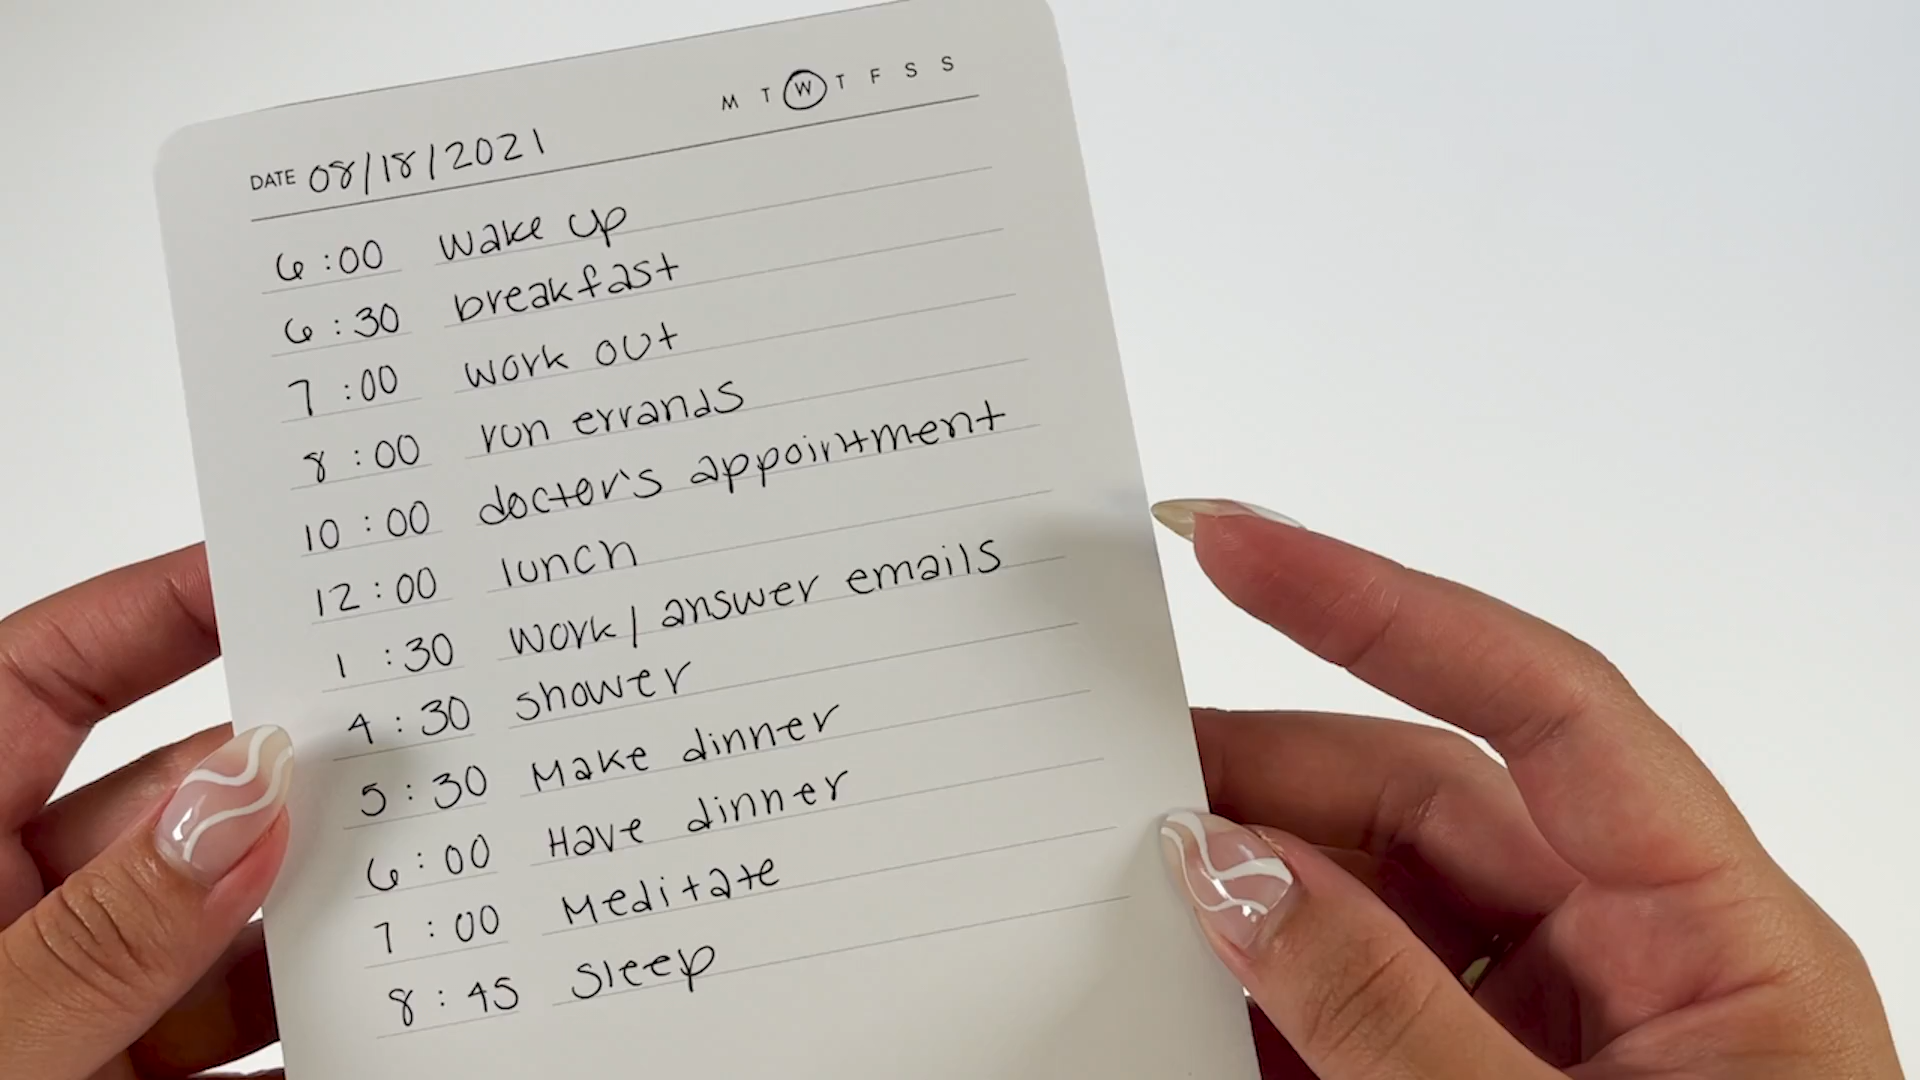 M T W T F S S
DATE 08/18/2021
6:00 wake up
6:30 breakfast
7:00 work out
8:00 run errands
10:00 doctor's appointment
12:00 lunch
1:30 work/answer emails
4:30 shower
5:30 Make dinner
6:00 Have dinner
7:00 Meditate
8:45 Sleep